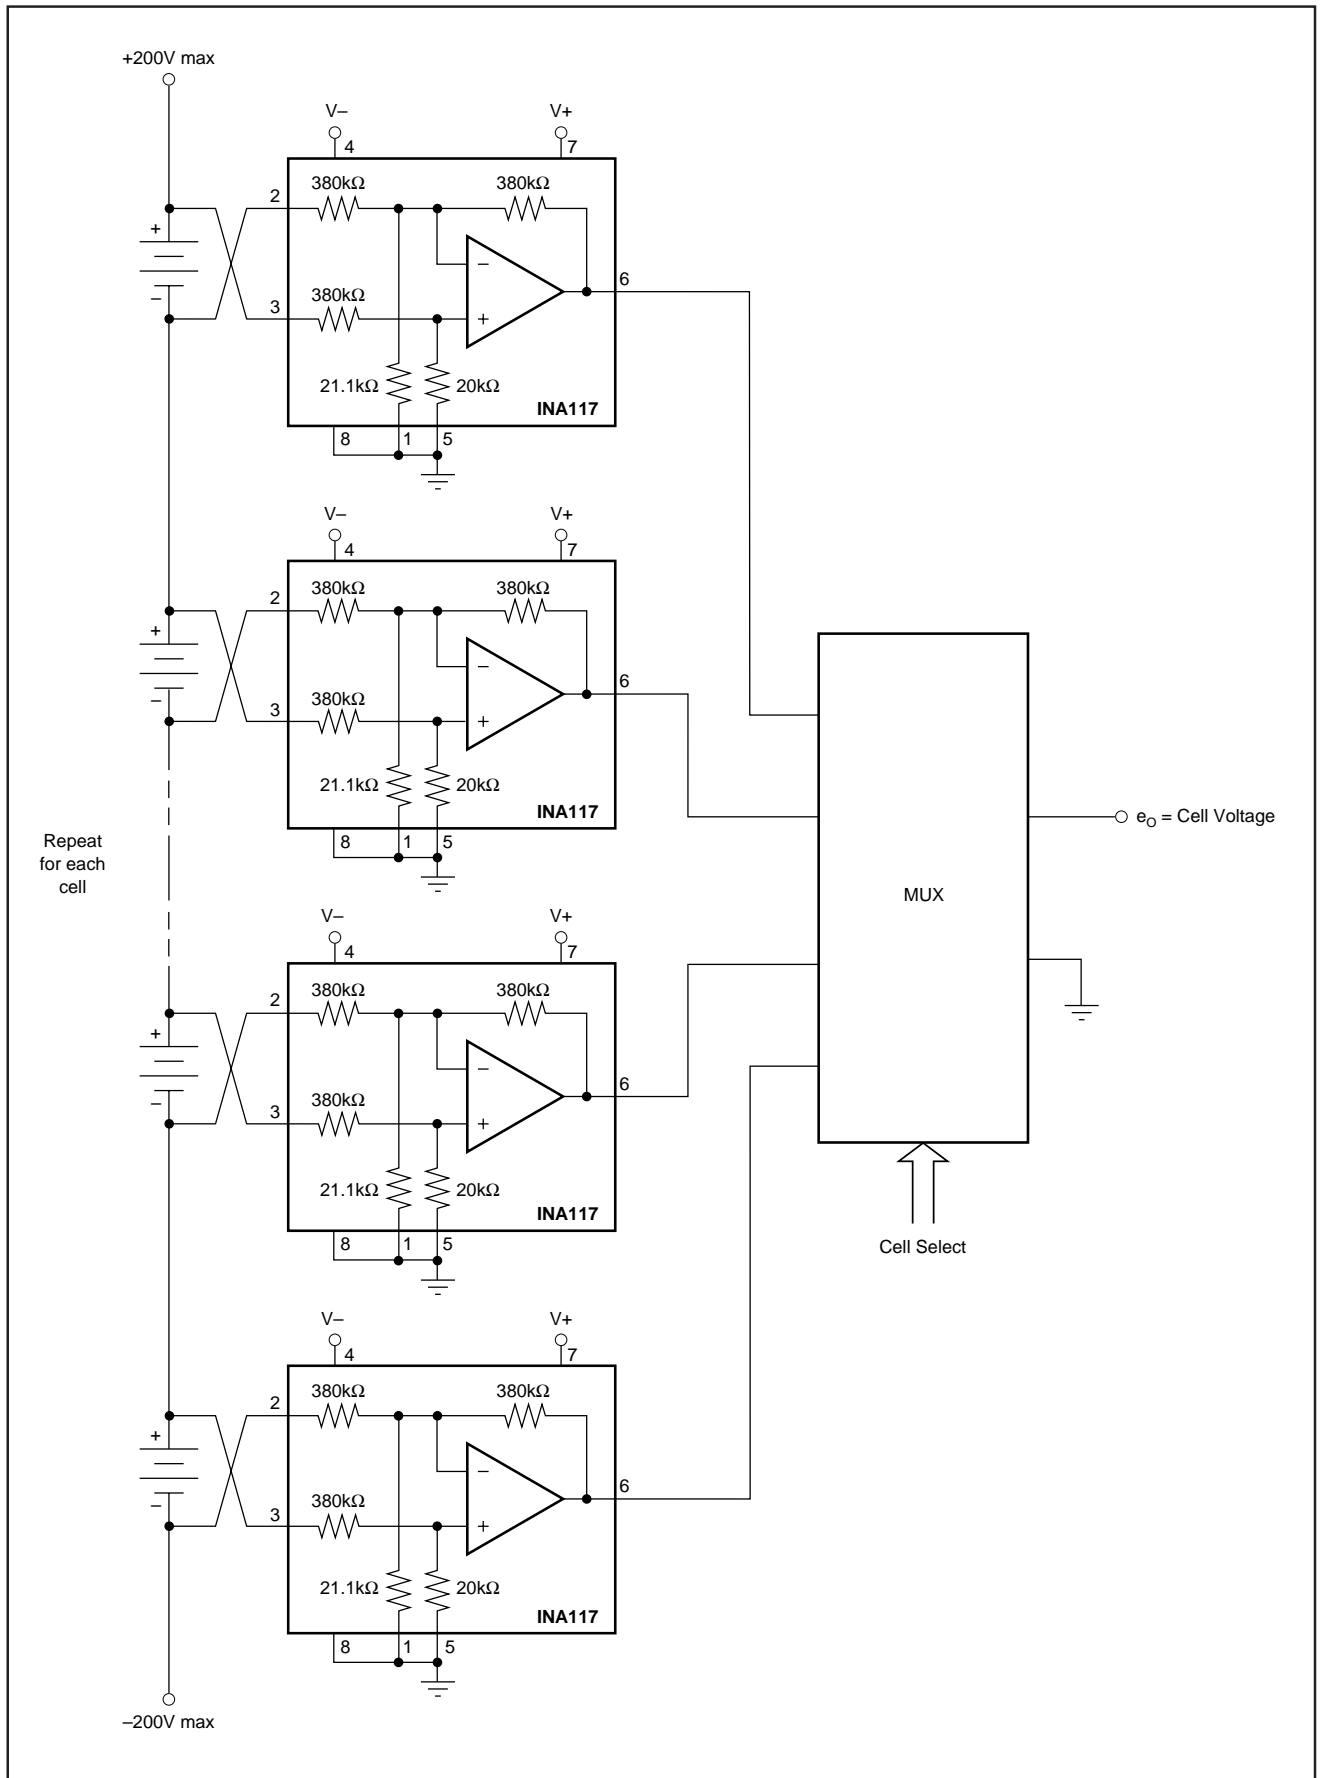 +200V max
V–
V+
4
7
380kΩ
380kΩ
2
+
–
–
3
380kΩ
+
6
21.1kΩ
20kΩ
INA117
8
1
5
V–
V+
4
7
380kΩ
380kΩ
2
+
–
–
3
380kΩ
+
6
21.1kΩ
20kΩ
INA117
8
1
5
Repeat
for each
cell
MUX
eO = Cell Voltage
Cell Select
V–
V+
4
7
380kΩ
380kΩ
2
+
–
–
3
380kΩ
+
6
21.1kΩ
20kΩ
INA117
8
1
5
V–
V+
4
7
380kΩ
380kΩ
2
+
–
–
3
380kΩ
+
6
21.1kΩ
20kΩ
INA117
8
1
5
–200V max